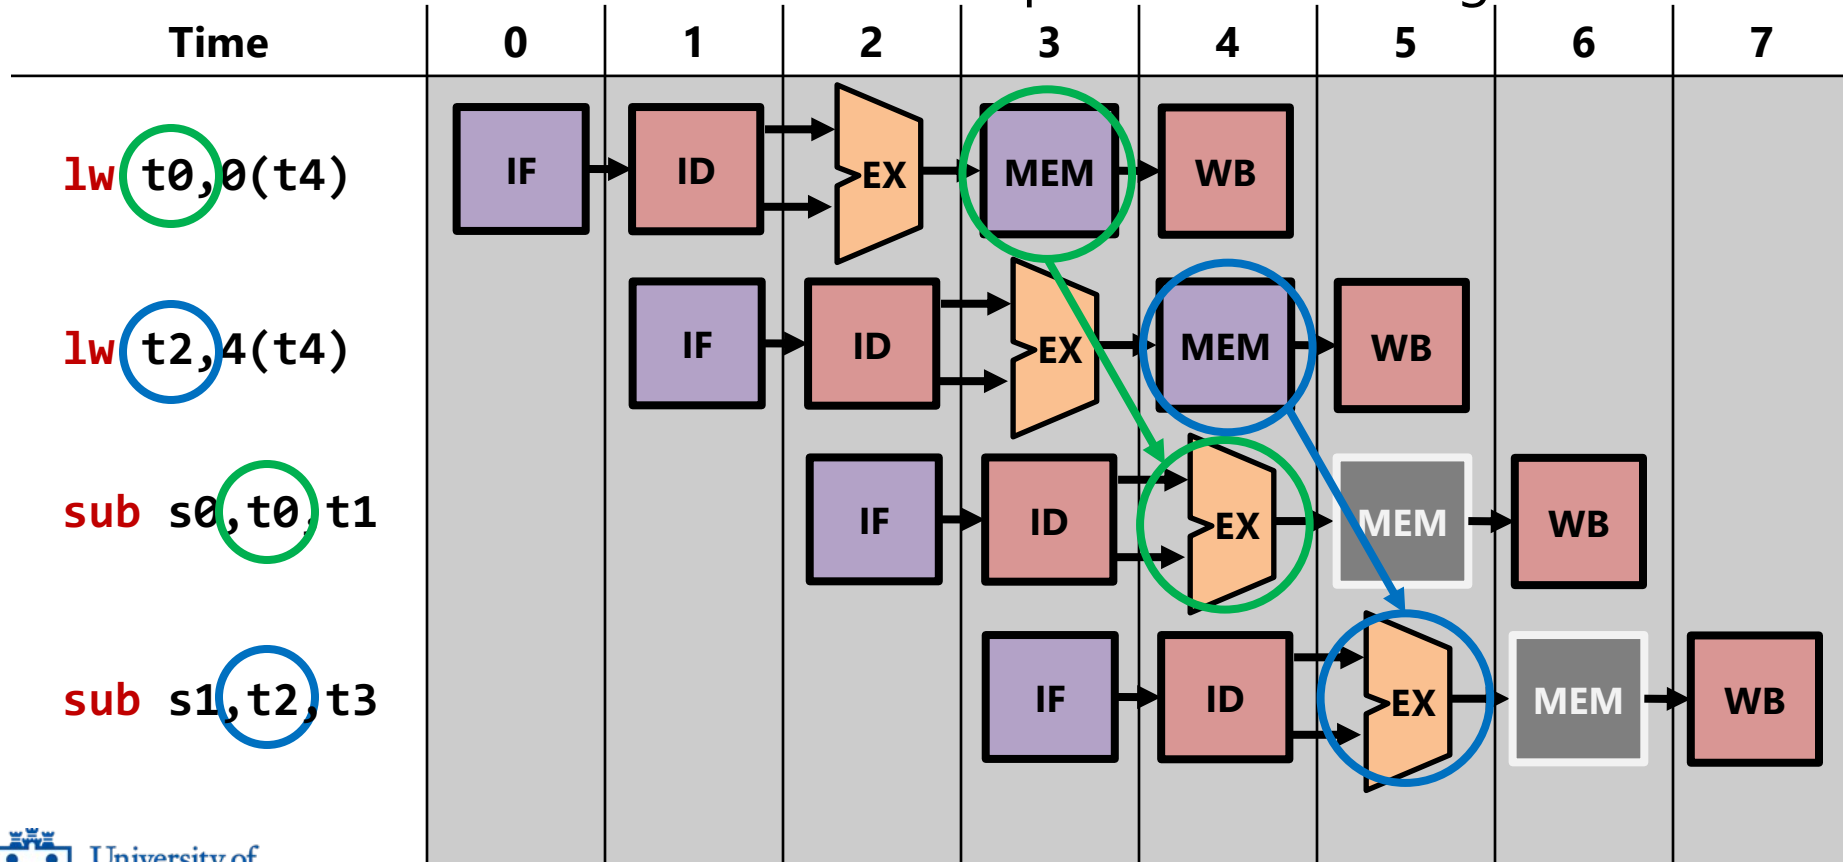 Time 0 1 2 3 4 5 6 7
lw t0,0(t4) IF ID EX MEM WB
lw t2,4(t4) IF ID EX MEM WB
sub s0,t0,t1 IF ID EX MEM WB
sub s1,t2,t3 IF ID EX MEM WB
University of